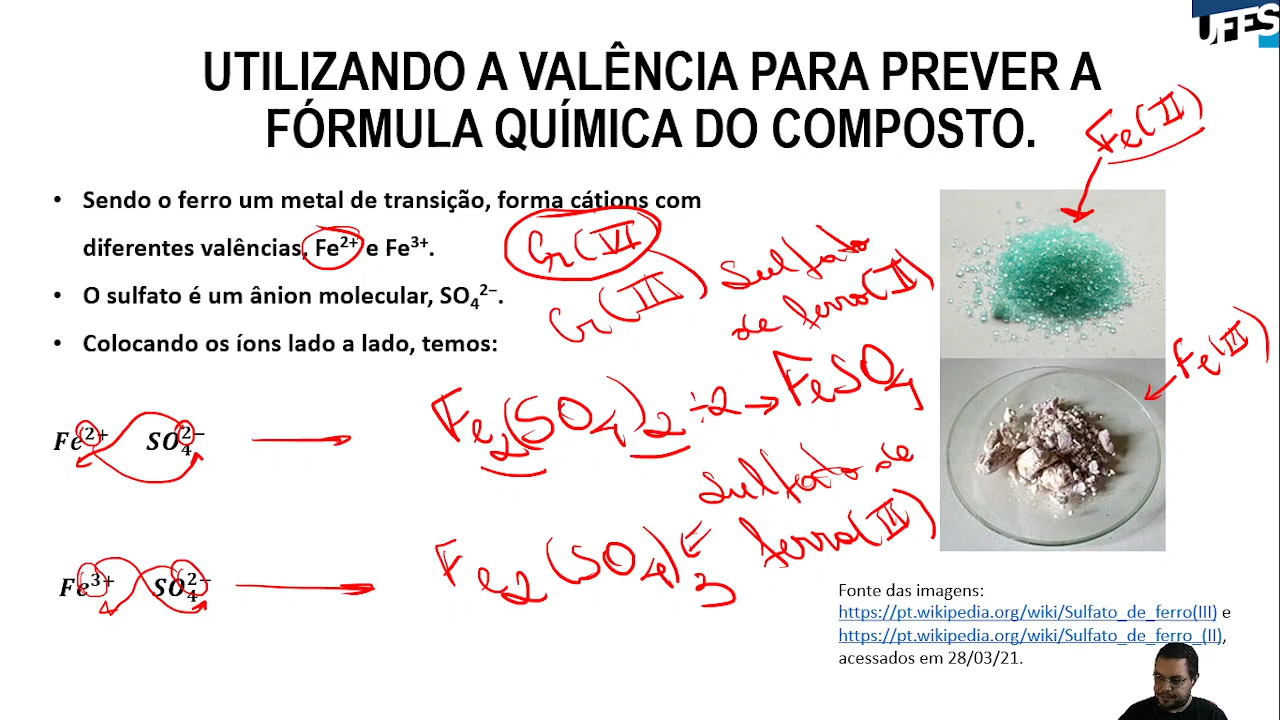 UFES
UTILIZANDO A VALÊNCIA PARA PREVER A
FÓRMULA QUÍMICA DO COMPOSTO.
Fe(II)
• Sendo o ferro um metal de transição, forma cátions com
diferentes valências, Fe²⁺ e Fe³⁺.
Cr(VI)
Cr(III)
• O sulfato é um ânion molecular, SO₄²⁻.
• Colocando os íons lado a lado, temos:
Sulfato
de ferro(II)
Fe(III)
Fe²⁺ SO₄²⁻
Fe₂(SO₄)₂ ÷2 → FeSO₄
Fe³⁺ SO₄²⁻
Fe₂(SO₄)₃
Sulfato de
ferro(III)
Fonte das imagens:
https://pt.wikipedia.org/wiki/Sulfato_de_ferro(III) e
https://pt.wikipedia.org/wiki/Sulfato_de_ferro_(II),
acessados em 28/03/21.